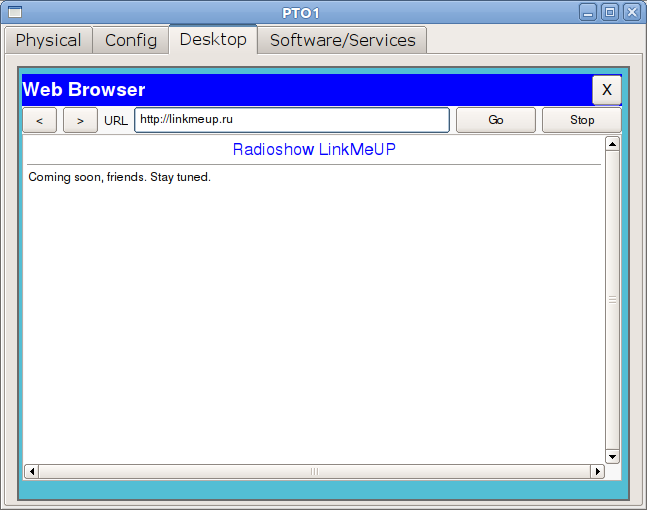 PTO1
Physical Config Desktop Software/Services
Web Browser X
< > URL http://linkmeup.ru Go Stop
Radioshow LinkMeUP
Coming soon, friends. Stay tuned.